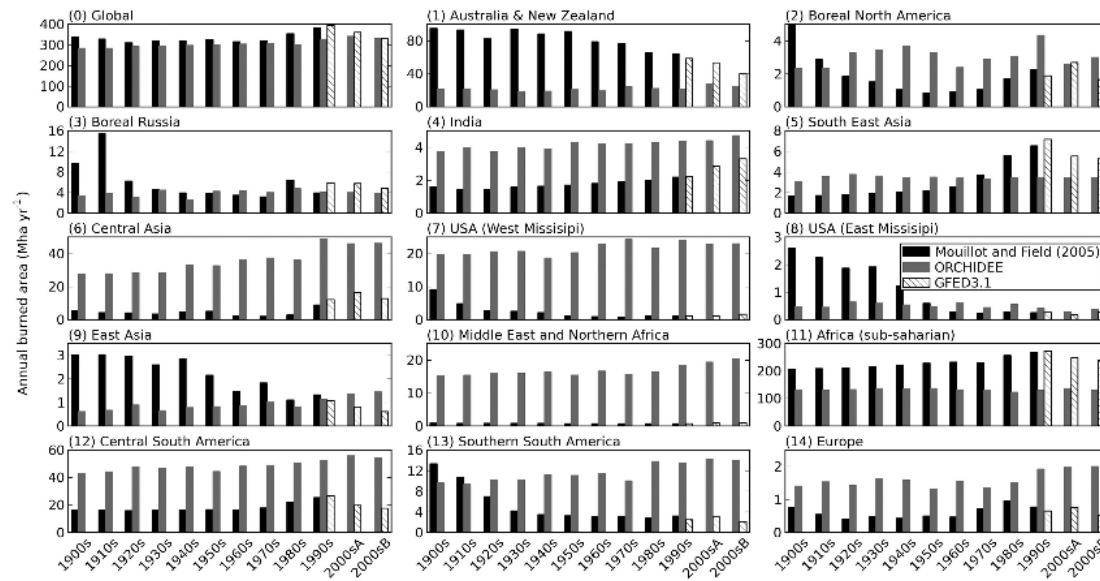 (0) Global
400
300
200
100
0
(1) Australia & New Zealand
100
80
60
40
20
0
(2) Boreal North America
4
2
0
(3) Boreal Russia
16
12
8
4
0
(4) India
4
2
0
(5) South East Asia
8
6
4
2
0
(6) Central Asia
40
20
0
(7) USA (West Missisipi)
20
10
0
(8) USA (East Missisipi)
3
2
1
0
Mouillot and Field (2005)
ORCHIDEE
GFED3.1
(9) East Asia
3
2
1
0
(10) Middle East and Northern Africa
20
10
0
(11) Africa (sub-saharian)
300
200
100
0
(12) Central South America
60
40
20
0
(13) Southern South America
16
12
8
4
0
(14) Europe
2
1
0
Annual burned area (Mha yr⁻¹)
1900s 1910s 1920s 1930s 1940s 1950s 1960s 1970s 1980s 1990s 2000sA 2000sB
1900s 1910s 1920s 1930s 1940s 1950s 1960s 1970s 1980s 1990s 2000sA 2000sB
1900s 1910s 1920s 1930s 1940s 1950s 1960s 1970s 1980s 1990s 2000sA 2000sB